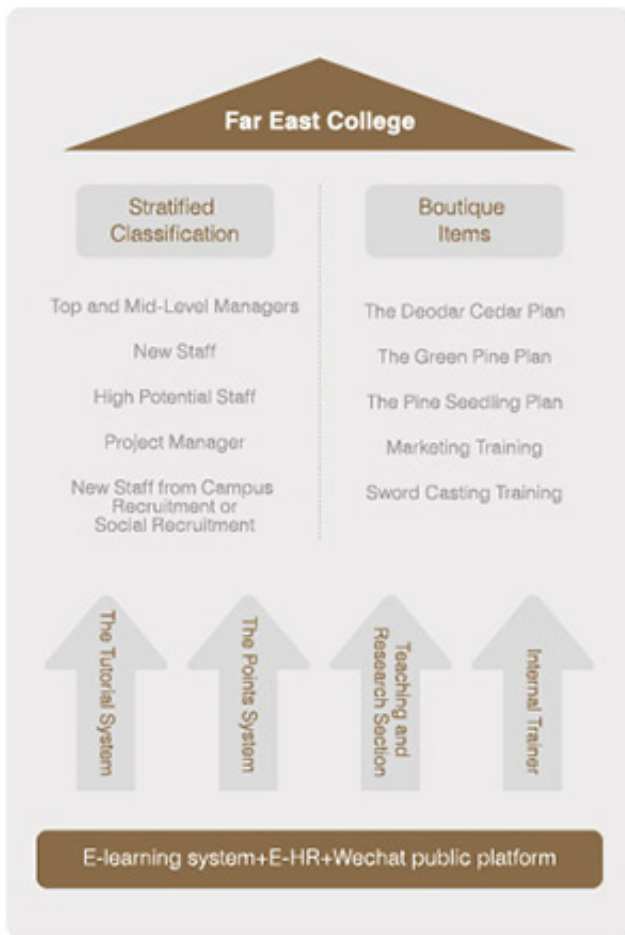 Far East College
Stratified
Classification
Top and Mid-Level Managers
New Staff
High Potential Staff
Project Manager
New Staff from Campus
Recruitment or
Social Recruitment
Boutique
Items
The Deodar Cedar Plan
The Green Pine Plan
The Pine Seedling Plan
Marketing Training
Sword Casting Training
The Tutorial System
The Points System
Teaching and
Research Section
Internal Trainer
E-learning system+E-HR+Wechat public platform